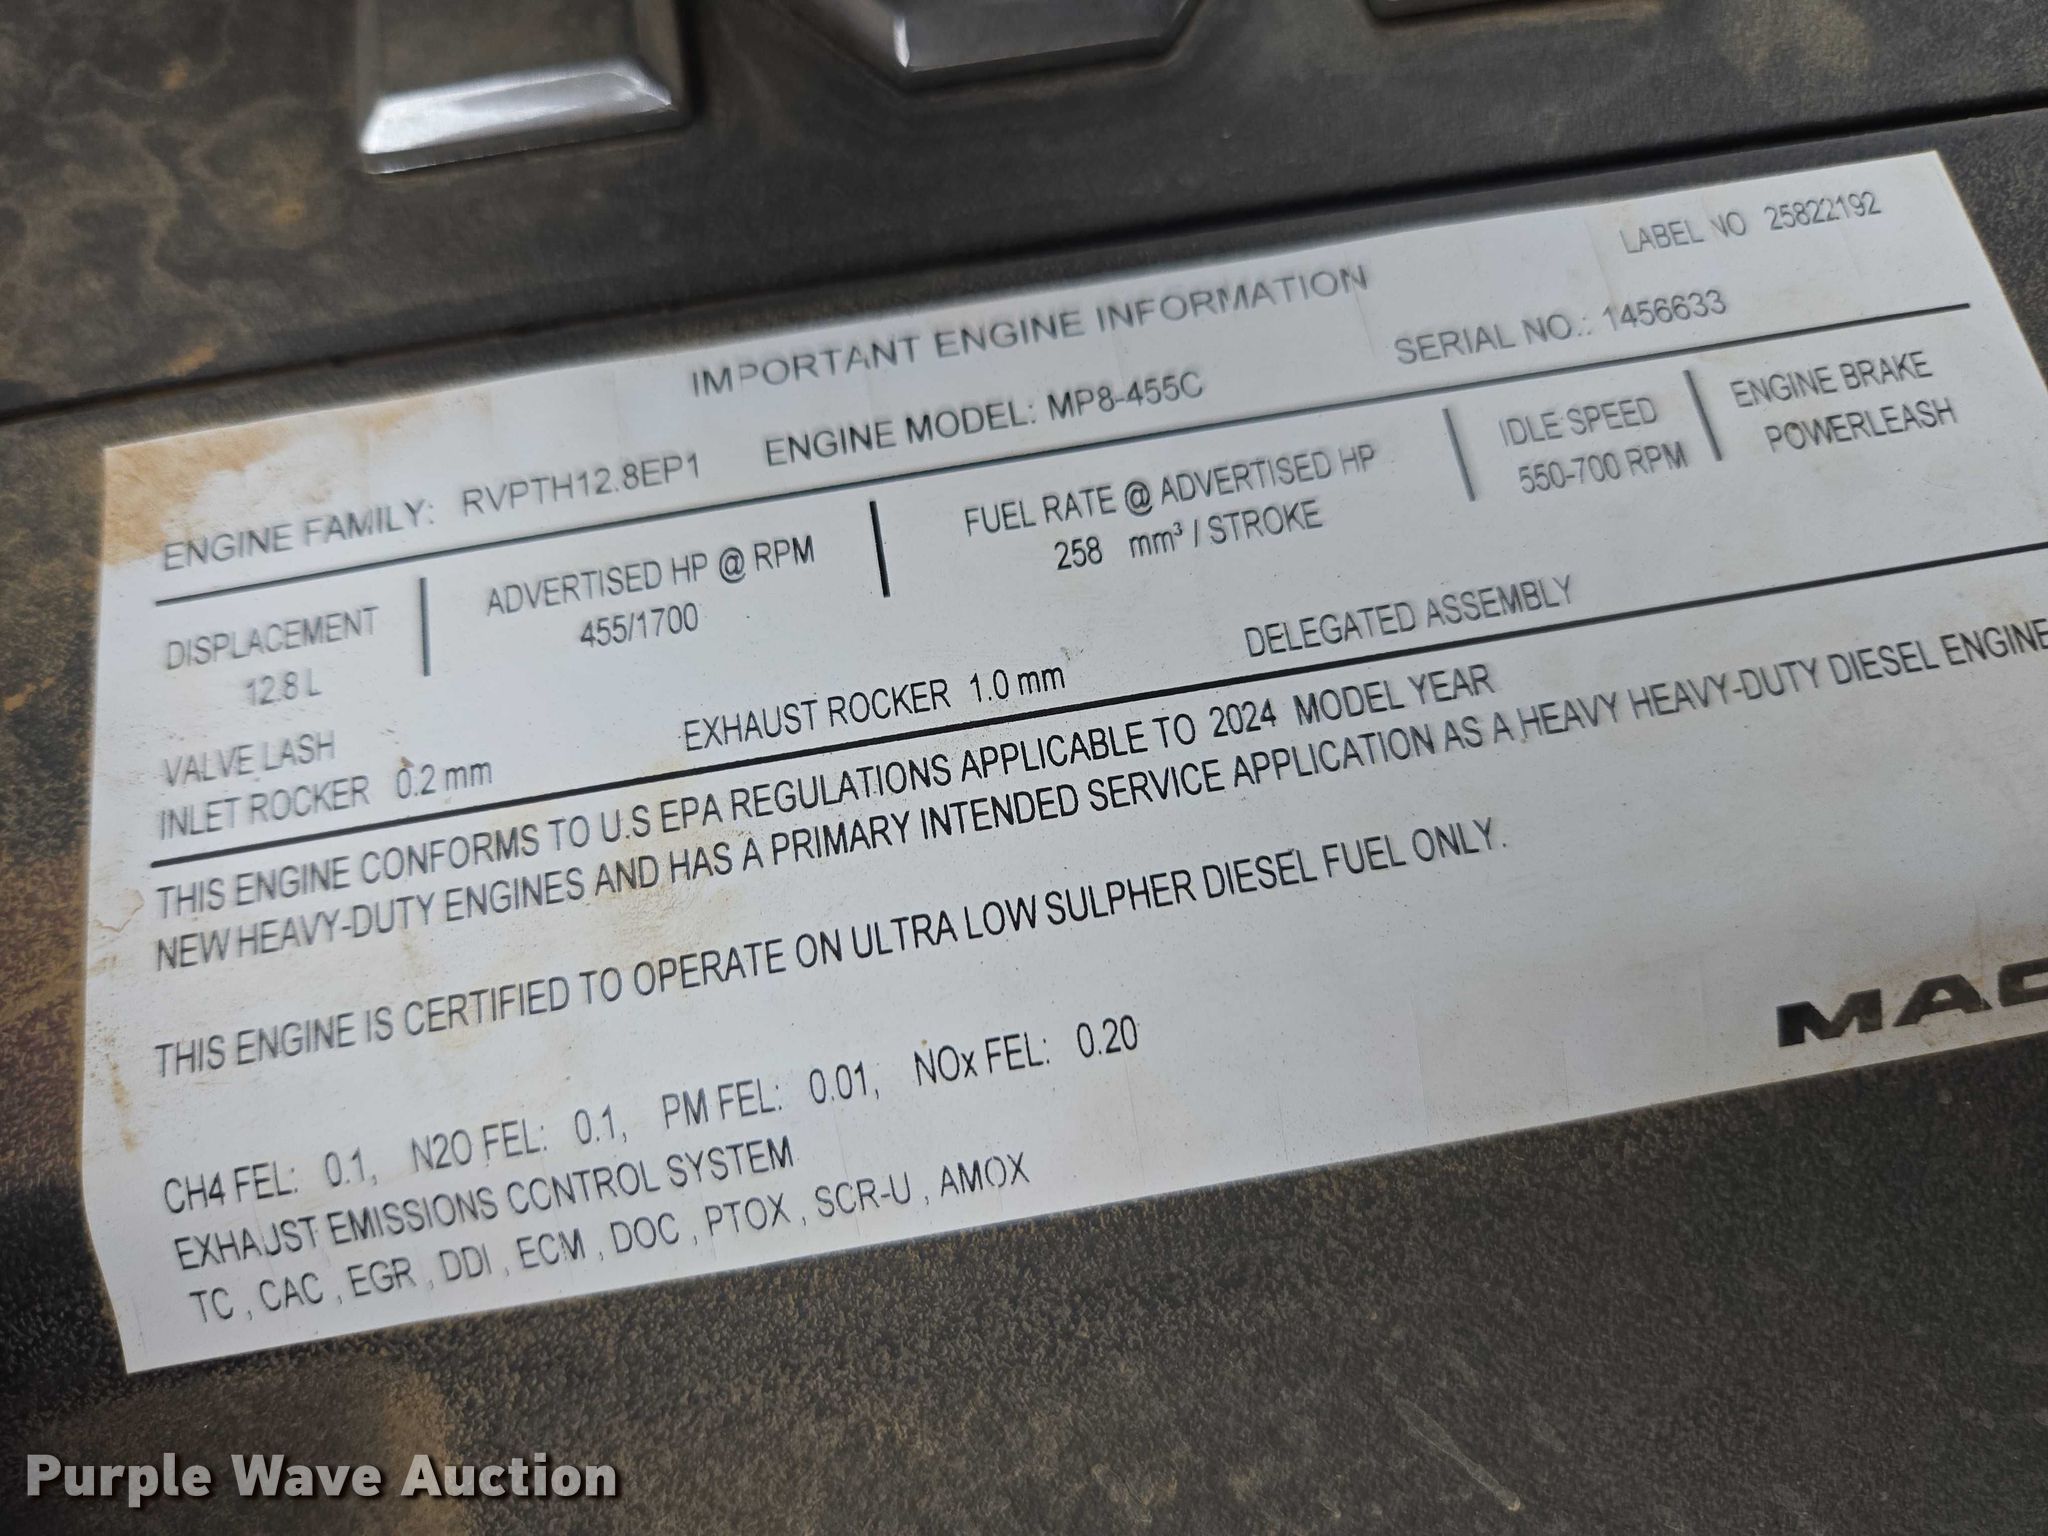 LABEL NO 25822192
IMPORTANT ENGINE INFORMATION
ENGINE FAMILY: RVPTH12.8EP1 ENGINE MODEL: MP8-455C SERIAL NO.: 1456633
DISPLACEMENT ADVERTISED HP @ RPM FUEL RATE @ ADVERTISED HP IDLE SPEED ENGINE BRAKE
12.8 L 455/1700 258 mm³ / STROKE 550-700 RPM POWERLEASH
VALVE LASH
INLET ROCKER 0.2 mm EXHAUST ROCKER 1.0 mm DELEGATED ASSEMBLY
THIS ENGINE CONFORMS TO U.S EPA REGULATIONS APPLICABLE TO 2024 MODEL YEAR
NEW HEAVY-DUTY ENGINES AND HAS A PRIMARY INTENDED SERVICE APPLICATION AS A HEAVY HEAVY-DUTY DIESEL ENGINE
THIS ENGINE IS CERTIFIED TO OPERATE ON ULTRA LOW SULPHER DIESEL FUEL ONLY.
CH4 FEL: 0.1, N2O FEL: 0.1, PM FEL: 0.01, NOx FEL: 0.20
EXHAUST EMISSIONS CONTROL SYSTEM
TC , CAC , EGR , DDI , ECM , DOC , PTOX , SCR-U , AMOX
MAC
Purple Wave Auction